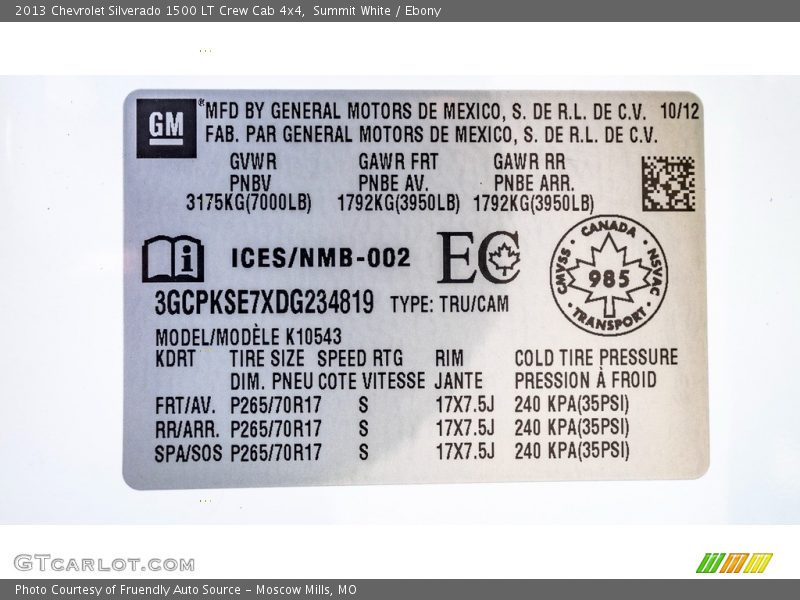 2013 Chevrolet Silverado 1500 LT Crew Cab 4x4, Summit White / Ebony
GM ® MFD BY GENERAL MOTORS DE MEXICO, S. DE R.L. DE C.V. 10/12
FAB. PAR GENERAL MOTORS DE MEXICO, S. DE R.L. DE C.V.
GVWR GAWR FRT GAWR RR
PNBV PNBE AV. PNBE ARR.
3175KG(7000LB) 1792KG(3950LB) 1792KG(3950LB)
i ICES/NMB-002 EC
CANADA
CMVSS 985 NSVAC
TRANSPORT
3GCPKSE7XDG234819 TYPE: TRU/CAM
MODEL/MODÈLE K10543
KDRT TIRE SIZE SPEED RTG RIM COLD TIRE PRESSURE
DIM. PNEU COTE VITESSE JANTE PRESSION À FROID
FRT/AV. P265/70R17 S 17X7.5J 240 KPA(35PSI)
RR/ARR. P265/70R17 S 17X7.5J 240 KPA(35PSI)
SPA/SOS P265/70R17 S 17X7.5J 240 KPA(35PSI)
GTCARLOT.COM
Photo Courtesy of Fruendly Auto Source - Moscow Mills, MO